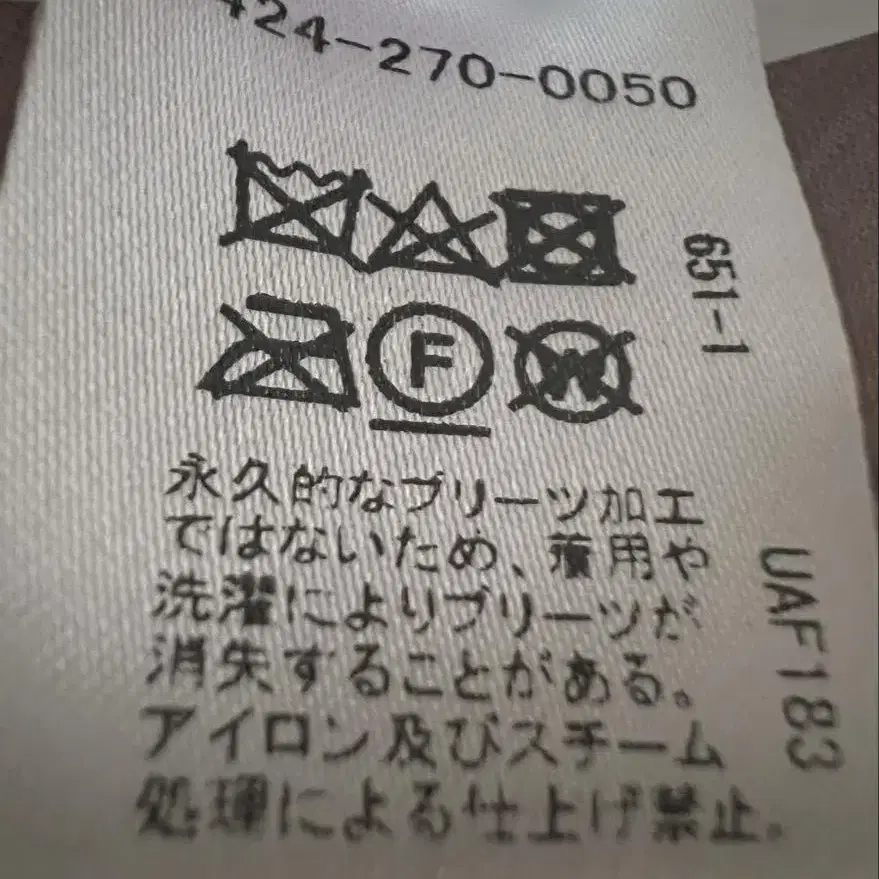 424-270-0050
F
W
651-1
永久的なプリーツ加工
ではないため、着用や
洗濯によりプリーツが
消失することがある。
アイロン及びスチーム
処理による仕上げ禁止。
UAF183